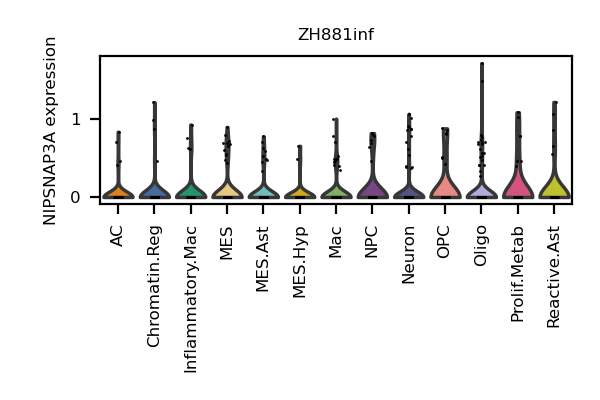 ZH881inf
NIPSNAP3A expression
1
0
AC
Chromatin.Reg
Inflammatory.Mac
MES
MES.Ast
MES.Hyp
Mac
NPC
Neuron
OPC
Oligo
Prolif.Metab
Reactive.Ast